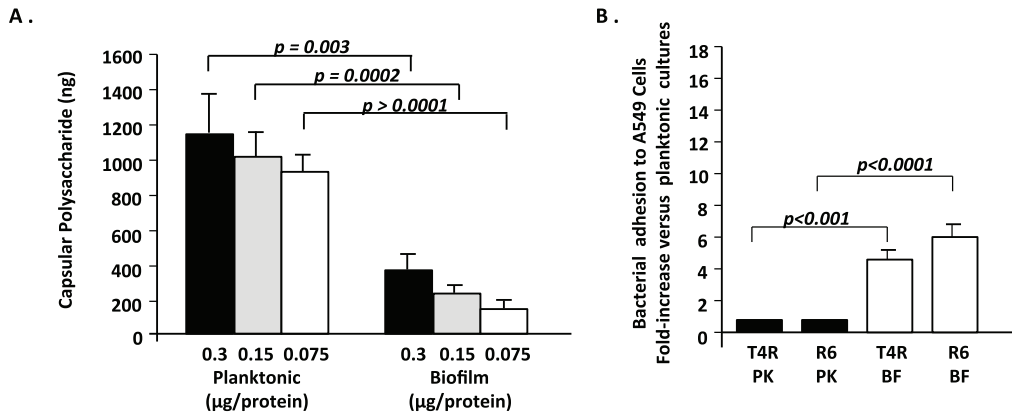 A .
Capsular Polysaccharide (ng)
1600
1400
1200
1000
800
600
400
200
0
p = 0.003
p = 0.0002
p > 0.0001
0.3 0.15 0.075 0.3 0.15 0.075
Planktonic Biofilm
(µg/protein) (µg/protein)
B .
Bacterial adhesion to A549 Cells
Fold-increase versus planktonic cultures
18
16
14
12
10
8
6
4
2
0
p<0.0001
p<0.001
T4R R6 T4R R6
PK PK BF BF